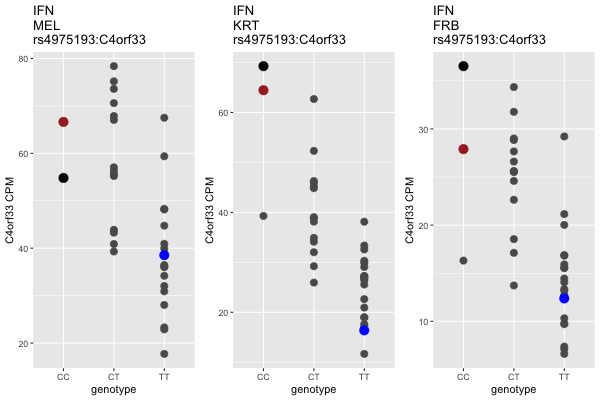 IFN
MEL
rs4975193:C4orf33
80
60
40
20
C4orf33 CPM
CC CT TT
genotype
IFN
KRT
rs4975193:C4orf33
60
40
20
C4orf33 CPM
CC CT TT
genotype
IFN
FRB
rs4975193:C4orf33
30
20
10
C4orf33 CPM
CC CT TT
genotype